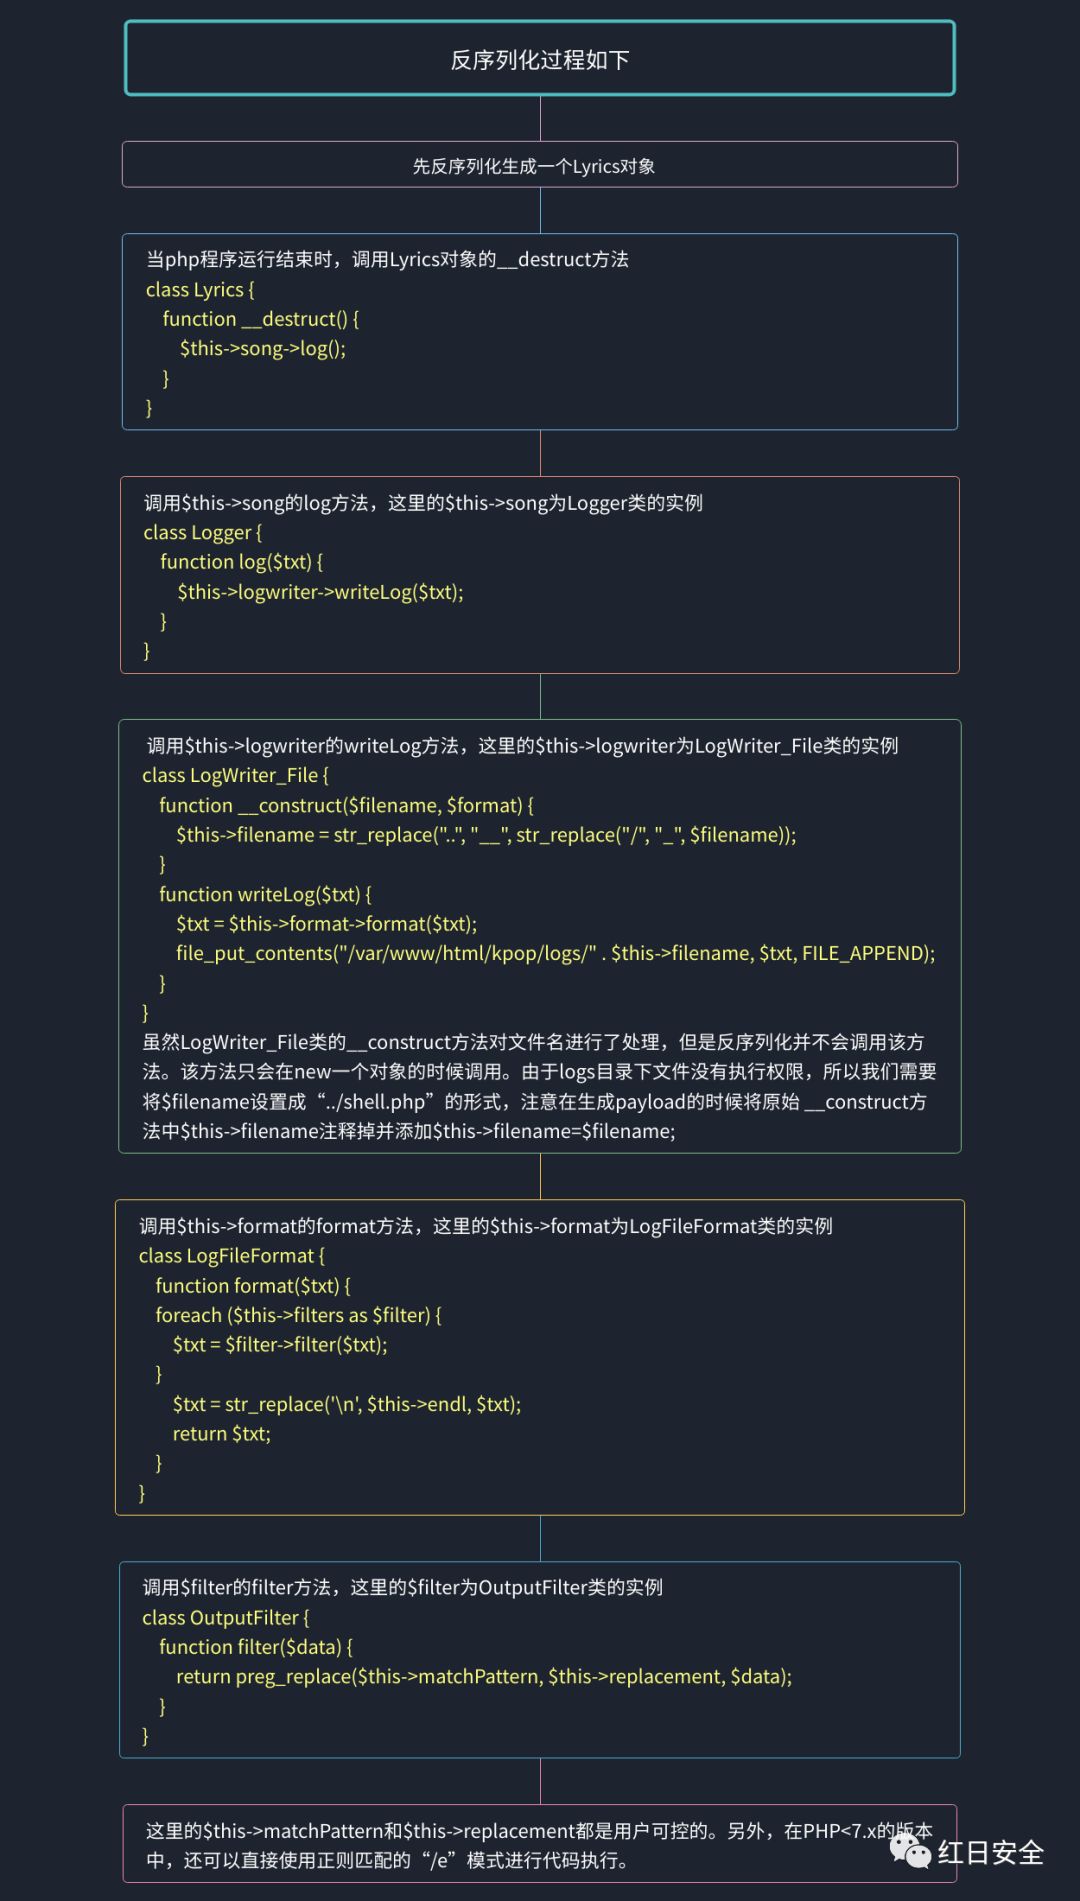 反序列化过程如下
先反序列化生成一个Lyrics对象
当php程序运行结束时，调用Lyrics对象的__destruct方法
class Lyrics {
function __destruct() {
$this->song->log();
}
}
调用$this->song的log方法，这里的$this->song为Logger类的实例
class Logger {
function log($txt) {
$this->logwriter->writeLog($txt);
}
}
调用$this->logwriter的writeLog方法，这里的$this->logwriter为LogWriter_File类的实例
class LogWriter_File {
function __construct($filename, $format) {
$this->filename = str_replace("..", "__", str_replace("/", "_", $filename));
}
function writeLog($txt) {
$txt = $this->format->format($txt);
file_put_contents("/var/www/html/kpop/logs/" . $this->filename, $txt, FILE_APPEND);
}
}
虽然LogWriter_File类的__construct方法对文件名进行了处理，但是反序列化并不会调用该方
法。该方法只会在new一个对象的时候调用。由于logs目录下文件没有执行权限，所以我们需要
将$filename设置成“../shell.php”的形式，注意在生成payload的时候将原始 __construct方
法中$this->filename注释掉并添加$this->filename=$filename;
调用$this->format的format方法，这里的$this->format为LogFileFormat类的实例
class LogFileFormat {
function format($txt) {
foreach ($this->filters as $filter) {
$txt = $filter->filter($txt);
}
$txt = str_replace('\n', $this->endl, $txt);
return $txt;
}
}
调用$filter的filter方法，这里的$filter为OutputFilter类的实例
class OutputFilter {
function filter($data) {
return preg_replace($this->matchPattern, $this->replacement, $data);
}
}
这里的$this->matchPattern和$this->replacement都是用户可控的。另外，在PHP<7.x的版本
中，还可以直接使用正则匹配的“/e”模式进行代码执行。
红日安全